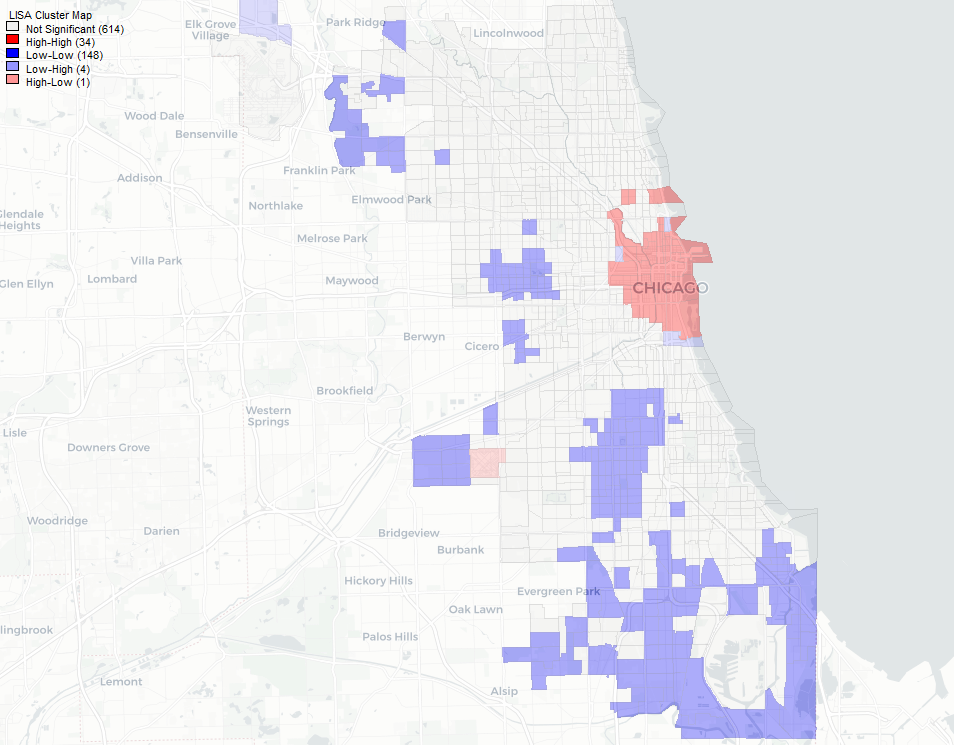 LISA Cluster Map
Not Significant (614)
High-High (34)
Low-Low (148)
Low-High (4)
High-Low (1)
Elk Grove
Village
Park Ridge
Lincolnwood
Wood Dale
Bensenville
Addison
Franklin Park
Glendale
Heights
Northlake
Elmwood Park
Melrose Park
Villa Park
Glen Ellyn
Lombard
Maywood
CHICAGO
Berwyn
Cicero
Brookfield
Western
Springs
Lisle
Downers Grove
Woodridge
Darien
Bridgeview
Burbank
Hickory Hills
Evergreen Park
Oak Lawn
lingbrook
Palos Hills
Lemont
Alsip